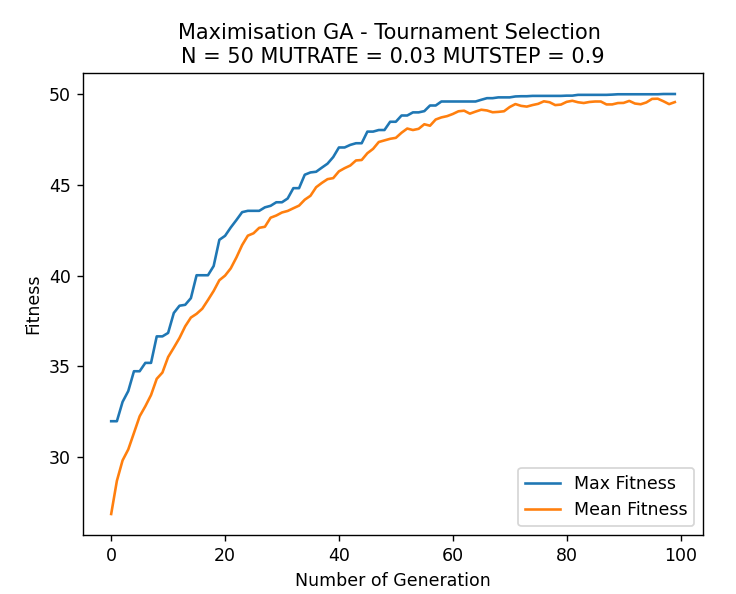 Maximisation GA - Tournament Selection
N = 50 MUTRATE = 0.03 MUTSTEP = 0.9
Fitness
50
45
40
35
30
Max Fitness
Mean Fitness
0 20 40 60 80 100
Number of Generation